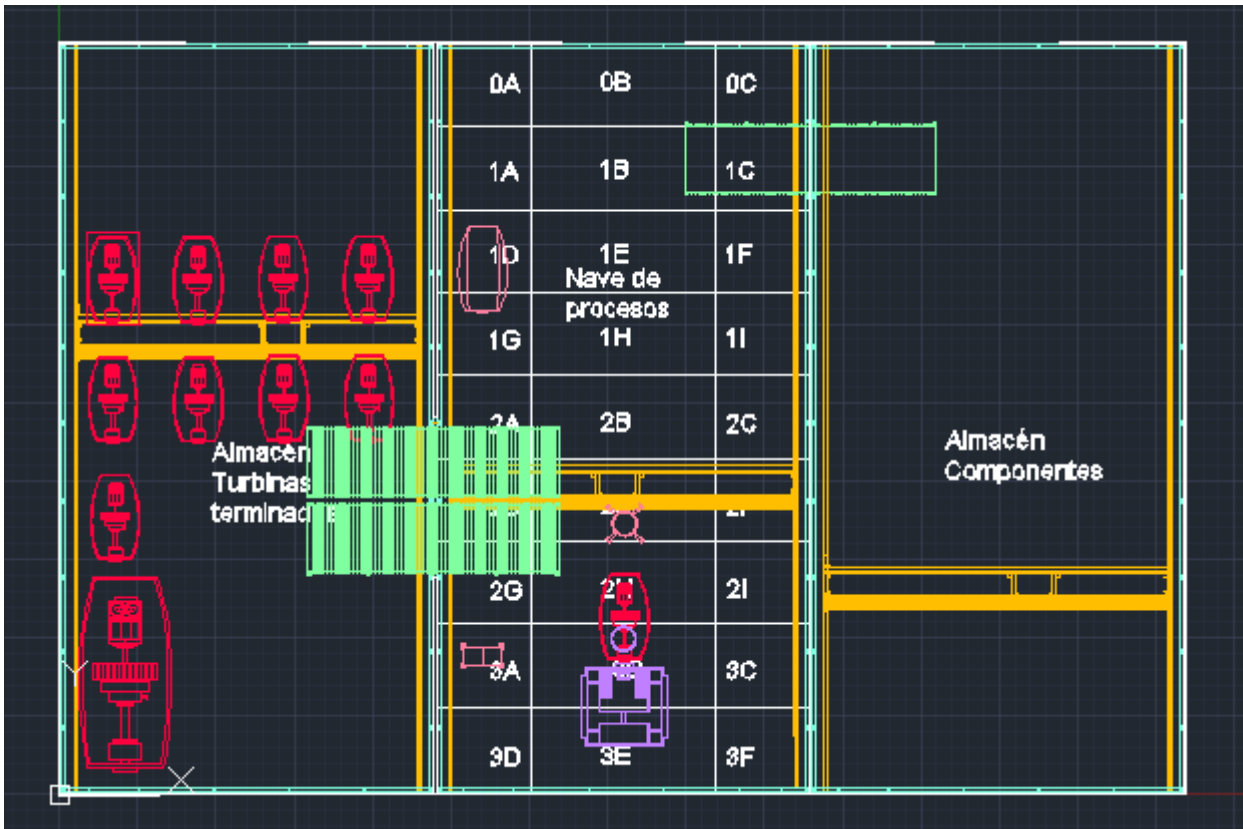 0A 0B 0C
1A 1B 1C
1D 1E 1F
Nave de
procesos
1G 1H 1I
2A 2B 2C
Almacén
Turbinas
Almacén
Componentes
2G 2H 2I
3A 3C
3D 3E 3F
Y
X